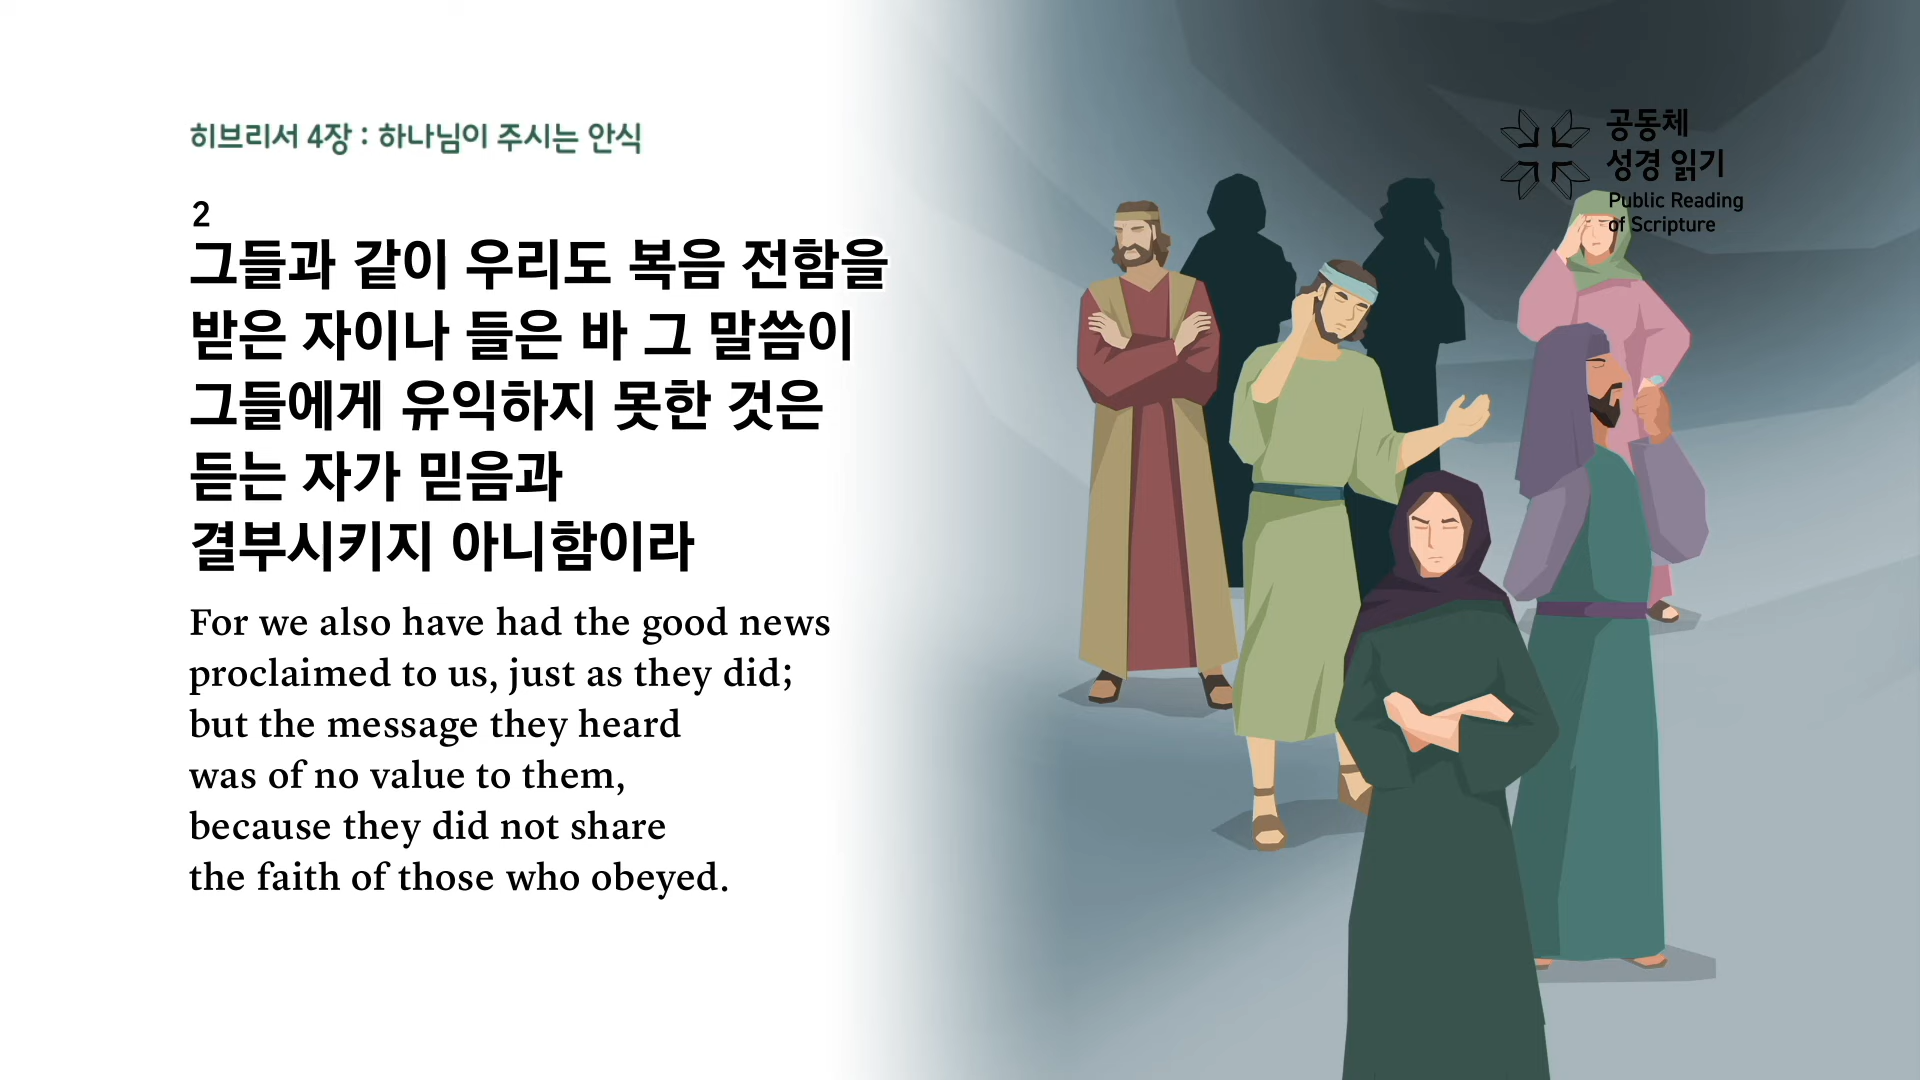 히브리서 4장 : 하나님이 주시는 안식
2
그들과 같이 우리도 복음 전함을
받은 자이나 들은 바 그 말씀이
그들에게 유익하지 못한 것은
듣는 자가 믿음과
결부시키지 아니함이라
For we also have had the good news
proclaimed to us, just as they did;
but the message they heard
was of no value to them,
because they did not share
the faith of those who obeyed.
공동체
성경 읽기
Public Reading
of Scripture